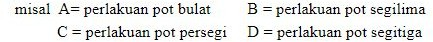 misal A= perlakuan pot bulat B = perlakuan pot segilima
C = perlakuan pot persegi D = perlakuan pot segitiga